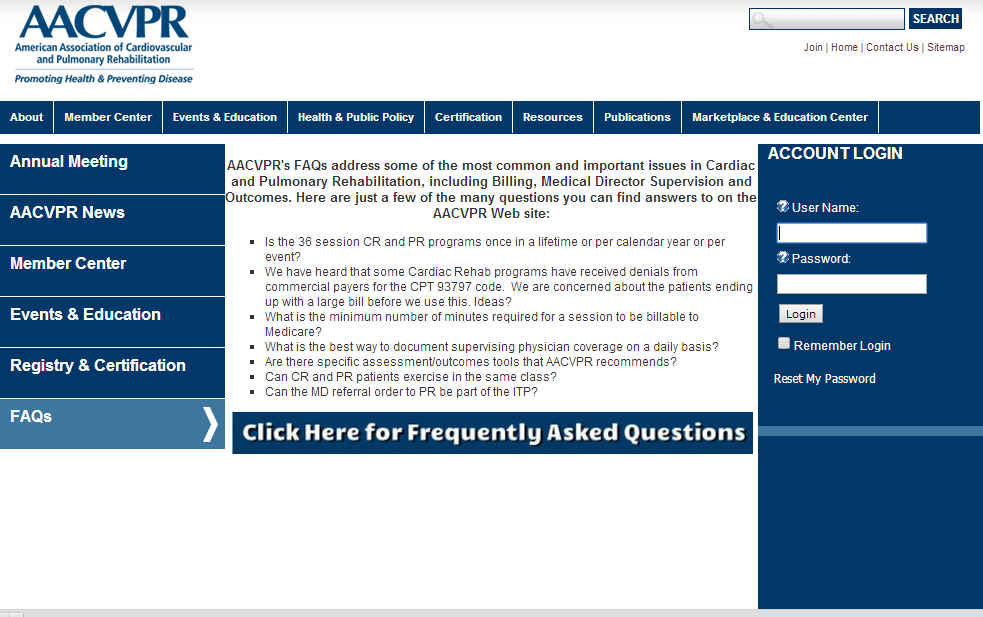 AACVPR
American Association of Cardiovascular
and Pulmonary Rehabilitation
Promoting Health & Preventing Disease
SEARCH
Join | Home | Contact Us | Sitemap
About
Member Center
Events & Education
Health & Public Policy
Certification
Resources
Publications
Marketplace & Education Center
Annual Meeting
AACVPR News
Member Center
Events & Education
Registry & Certification
FAQs
AACVPR's FAQs address some of the most common and important issues in Cardiac
and Pulmonary Rehabilitation, including Billing, Medical Director Supervision and
Outcomes. Here are just a few of the many questions you can find answers to on the
AACVPR Web site:
Is the 36 session CR and PR programs once in a lifetime or per calendar year or per
event?
We have heard that some Cardiac Rehab programs have received denials from
commercial payers for the CPT 93797 code.  We are concerned about the patients ending
up with a large bill before we use this. Ideas?
What is the minimum number of minutes required for a session to be billable to
Medicare?
What is the best way to document supervising physician coverage on a daily basis?
Are there specific assessment/outcomes tools that AACVPR recommends?
Can CR and PR patients exercise in the same class?
Can the MD referral order to PR be part of the ITP?
Click Here for Frequently Asked Questions
ACCOUNT LOGIN
User Name:
Password:
Login
Remember Login
Reset My Password